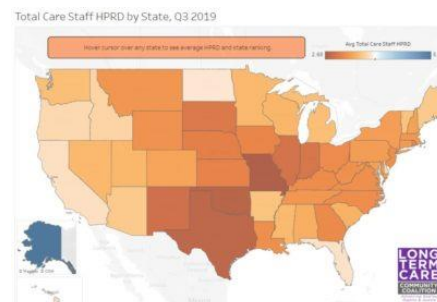 Total Care Staff HPRD by State, Q3 2019
Hover cursor over any state to see average HPRD and state ranking.
Avg Total Care Staff HPRD
LONG
TERM
CARE
COMMUNITY
COALITION